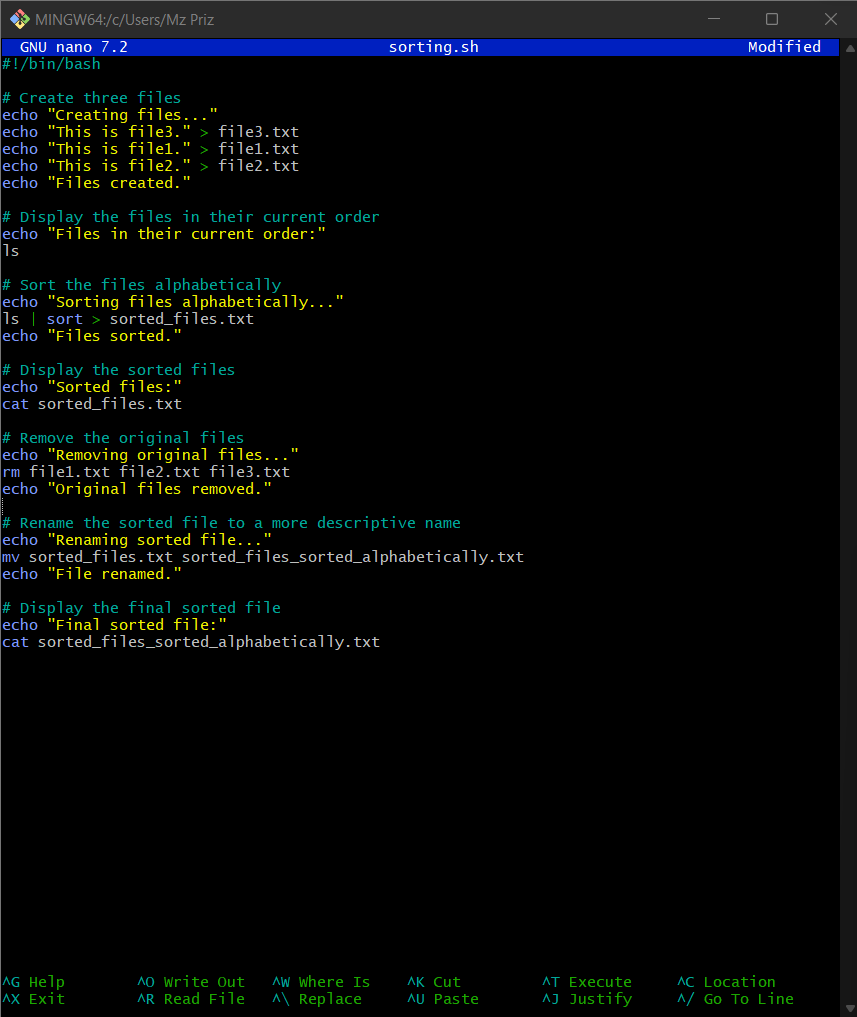 MINGW64:/c/Users/Mz Priz
GNU nano 7.2 sorting.sh Modified
#!/bin/bash
# Create three files
echo "Creating files..."
echo "This is file3." > file3.txt
echo "This is file1." > file1.txt
echo "This is file2." > file2.txt
echo "Files created."
# Display the files in their current order
echo "Files in their current order:"
ls
# Sort the files alphabetically
echo "Sorting files alphabetically..."
ls | sort > sorted_files.txt
echo "Files sorted."
# Display the sorted files
echo "Sorted files:"
cat sorted_files.txt
# Remove the original files
echo "Removing original files..."
rm file1.txt file2.txt file3.txt
echo "Original files removed."
# Rename the sorted file to a more descriptive name
echo "Renaming sorted file..."
mv sorted_files.txt sorted_files_sorted_alphabetically.txt
echo "File renamed."
# Display the final sorted file
echo "Final sorted file:"
cat sorted_files_sorted_alphabetically.txt
^G Help ^O Write Out ^W Where Is ^K Cut ^T Execute ^C Location
^X Exit ^R Read File ^\ Replace ^U Paste ^J Justify ^/ Go To Line